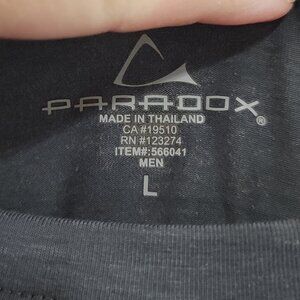 PARADOX®
MADE IN THAILAND
CA #19510
RN #123274
ITEM#:566041
MEN
L